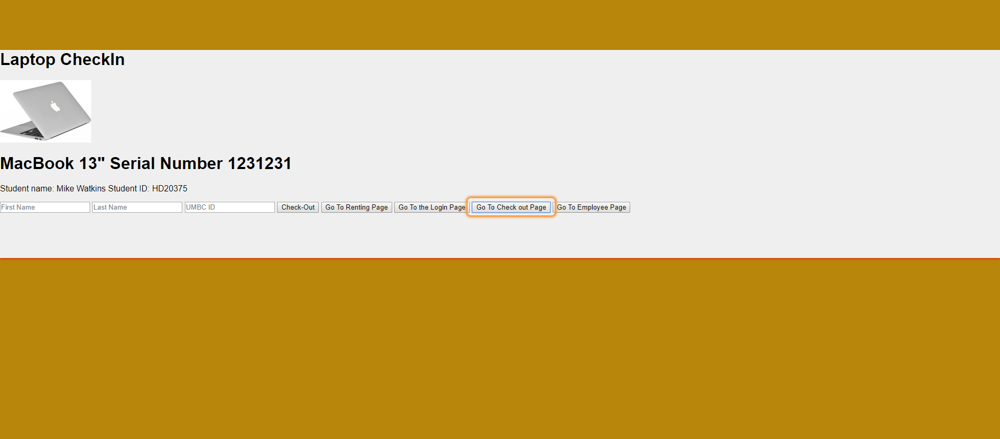 Laptop CheckIn
MacBook 13" Serial Number 1231231
Student name: Mike Watkins Student ID: HD20375
First Name Last Name UMBC ID Check-Out Go To Renting Page Go To the Login Page Go To Check out Page Go To Employee Page